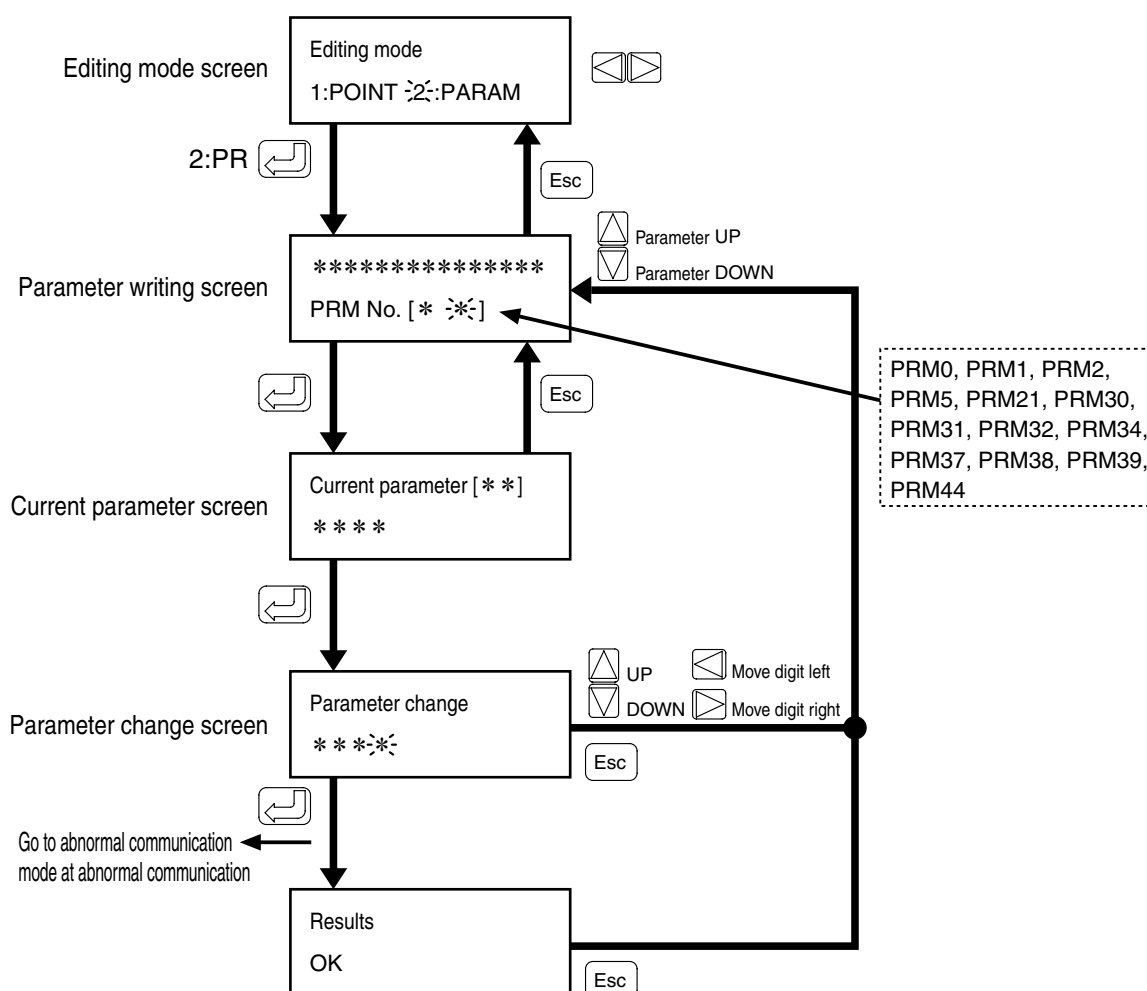 Editing mode screen
Editing mode
1:POINT 2:PARAM
2:PR
Esc
Parameter UP
Parameter DOWN
Parameter writing screen
***************
PRM No. [* *]
PRM0, PRM1, PRM2,
PRM5, PRM21, PRM30,
PRM31, PRM32, PRM34,
PRM37, PRM38, PRM39,
PRM44
Esc
Current parameter screen
Current parameter [* *]
* * * *
Parameter change screen
Parameter change
* * * *
UP
Move digit left
DOWN
Move digit right
Esc
Go to abnormal communication
mode at abnormal communication
Results
OK
Esc